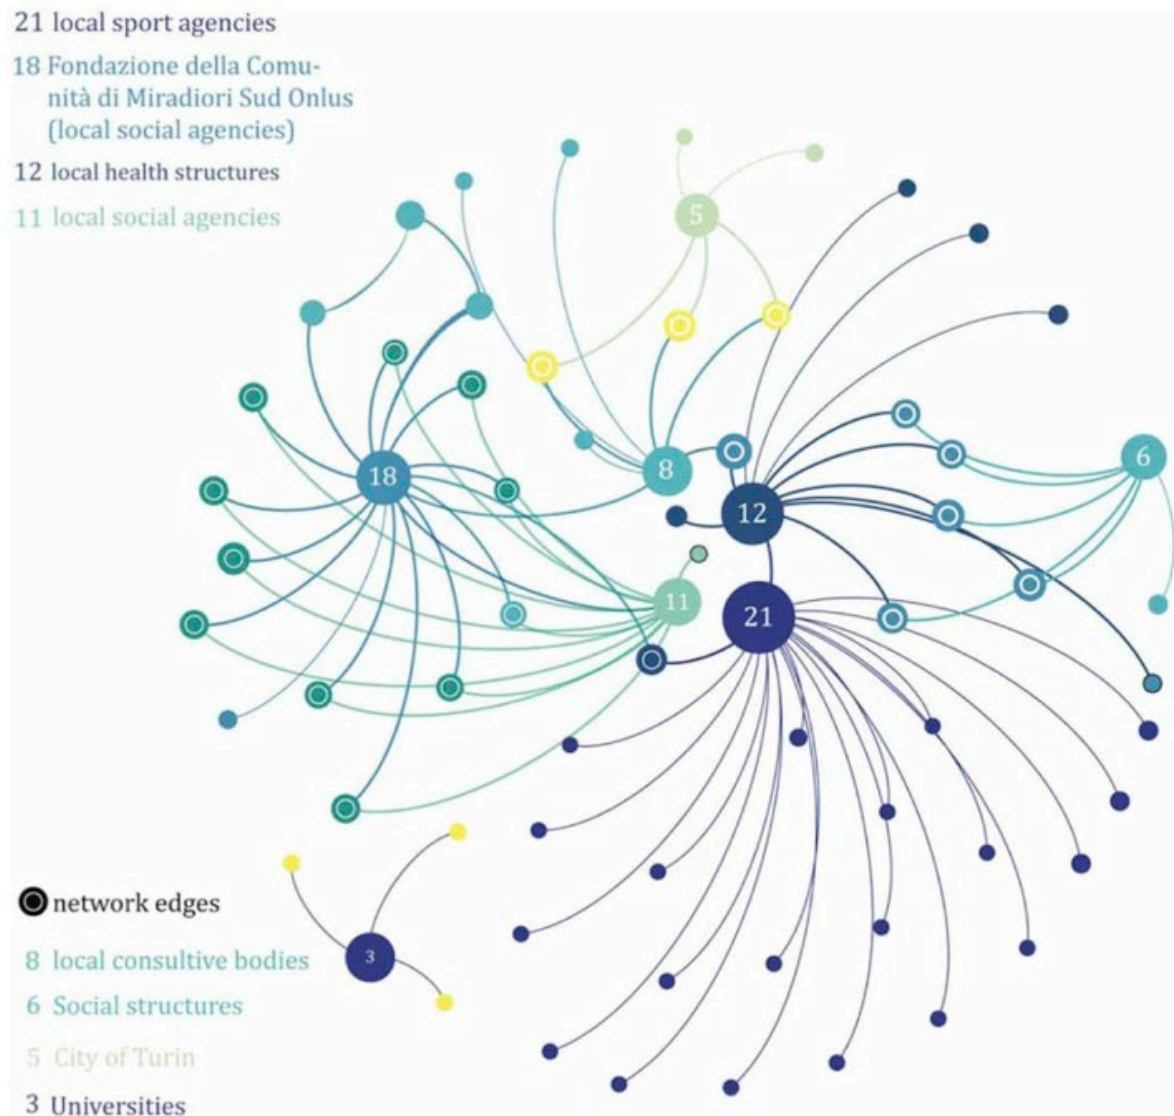 21 local sport agencies
18 Fondazione della Comu-
nità di Miradiori Sud Onlus
(local social agencies)
12 local health structures
11 local social agencies
5
18
8
6
12
11
21
3
network edges
8 local consultive bodies
6 Social structures
5 City of Turin
3 Universities